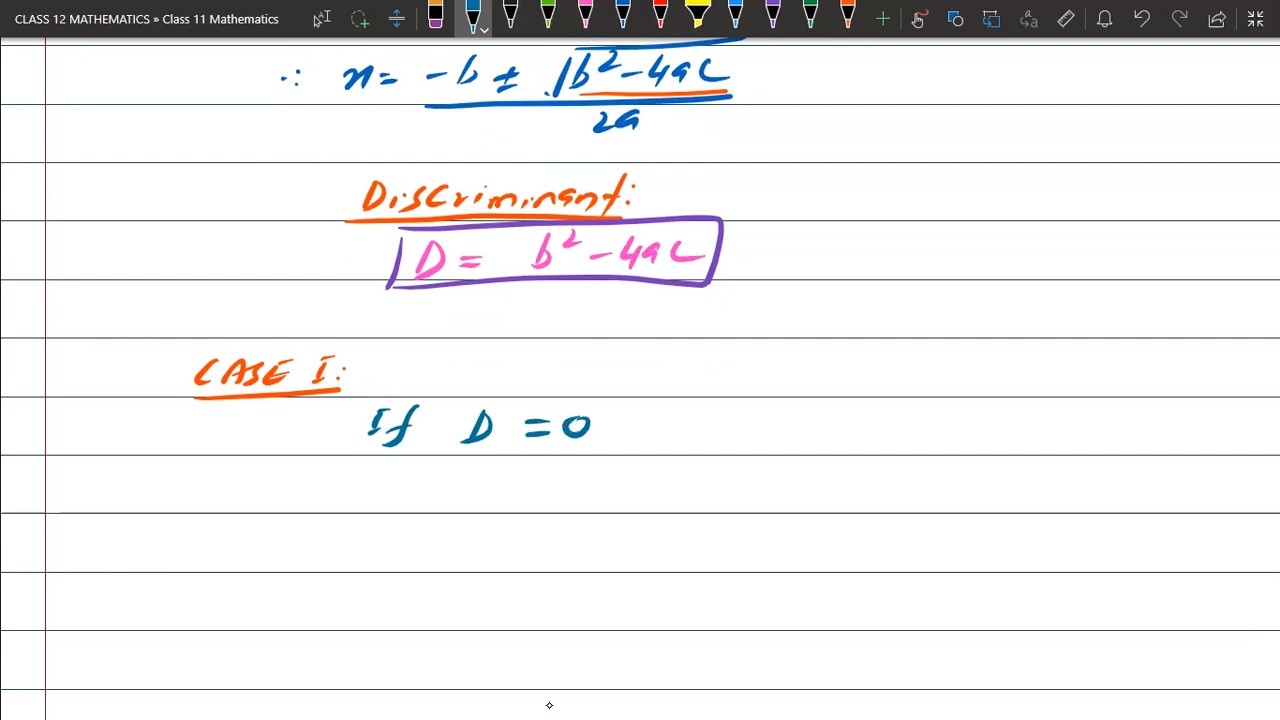 CLASS 12 MATHEMATICS » Class 11 Mathematics
∴ x = -b ± √b² - 4ac
2a
Discriminant:
D = b² - 4ac
CASE I:
If D = 0